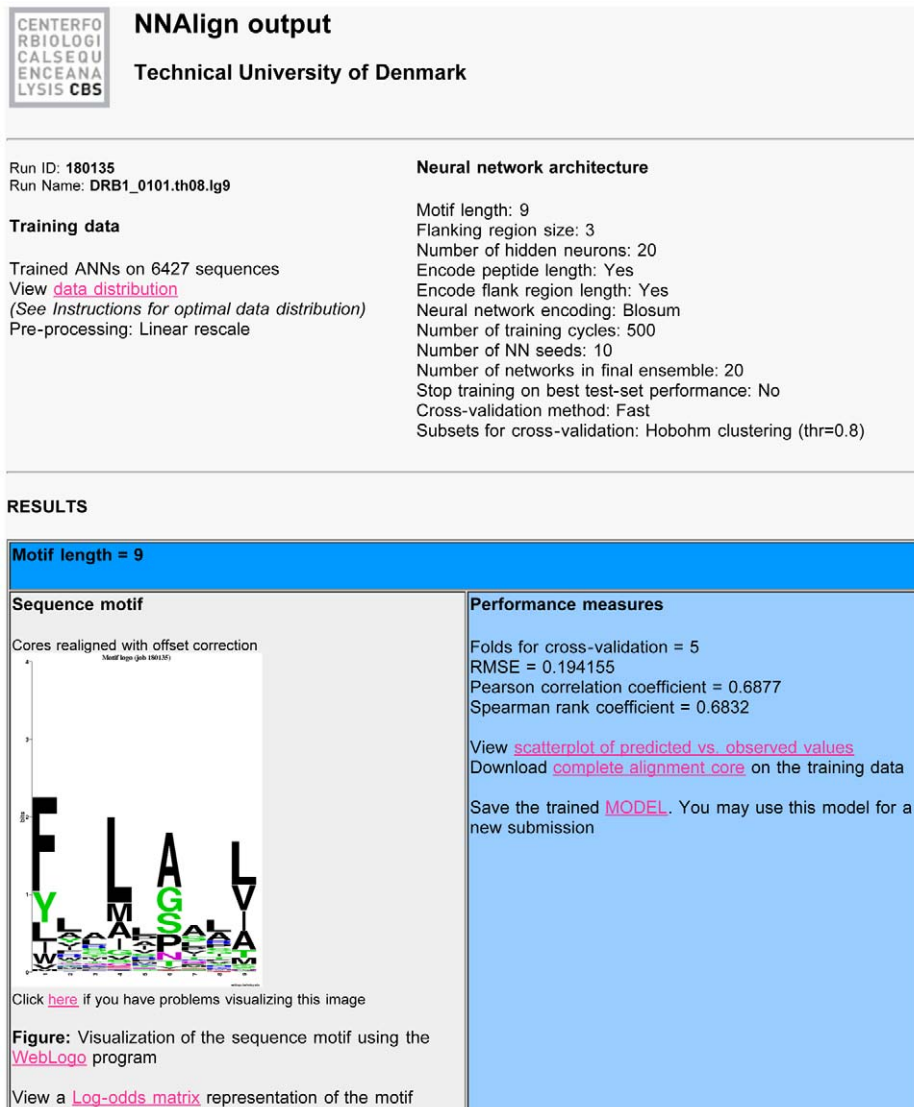 CENTERFO
RBIOLOGI
CALSEQU
ENCEANA
LYSIS CBS
NNAlign output
Technical University of Denmark
Run ID: 180135
Run Name: DRB1_0101.th08.lg9
Training data
Trained ANNs on 6427 sequences
View data distribution
(See Instructions for optimal data distribution)
Pre-processing: Linear rescale
Neural network architecture
Motif length: 9
Flanking region size: 3
Number of hidden neurons: 20
Encode peptide length: Yes
Encode flank region length: Yes
Neural network encoding: Blosum
Number of training cycles: 500
Number of NN seeds: 10
Number of networks in final ensemble: 20
Stop training on best test-set performance: No
Cross-validation method: Fast
Subsets for cross-validation: Hobohm clustering (thr=0.8)
RESULTS
Motif length = 9
Sequence motif
Cores realigned with offset correction
Motif logo (job 180135)
4
3
2
1
0
bits
F
Y
L
W
L
M
A
I
A
G
S
P
N
L
V
I
A
T
M
Click here if you have problems visualizing this image
Figure: Visualization of the sequence motif using the
WebLogo program
View a Log-odds matrix representation of the motif
Performance measures
Folds for cross-validation = 5
RMSE = 0.194155
Pearson correlation coefficient = 0.6877
Spearman rank coefficient = 0.6832
View scatterplot of predicted vs. observed values
Download complete alignment core on the training data
Save the trained MODEL. You may use this model for a
new submission